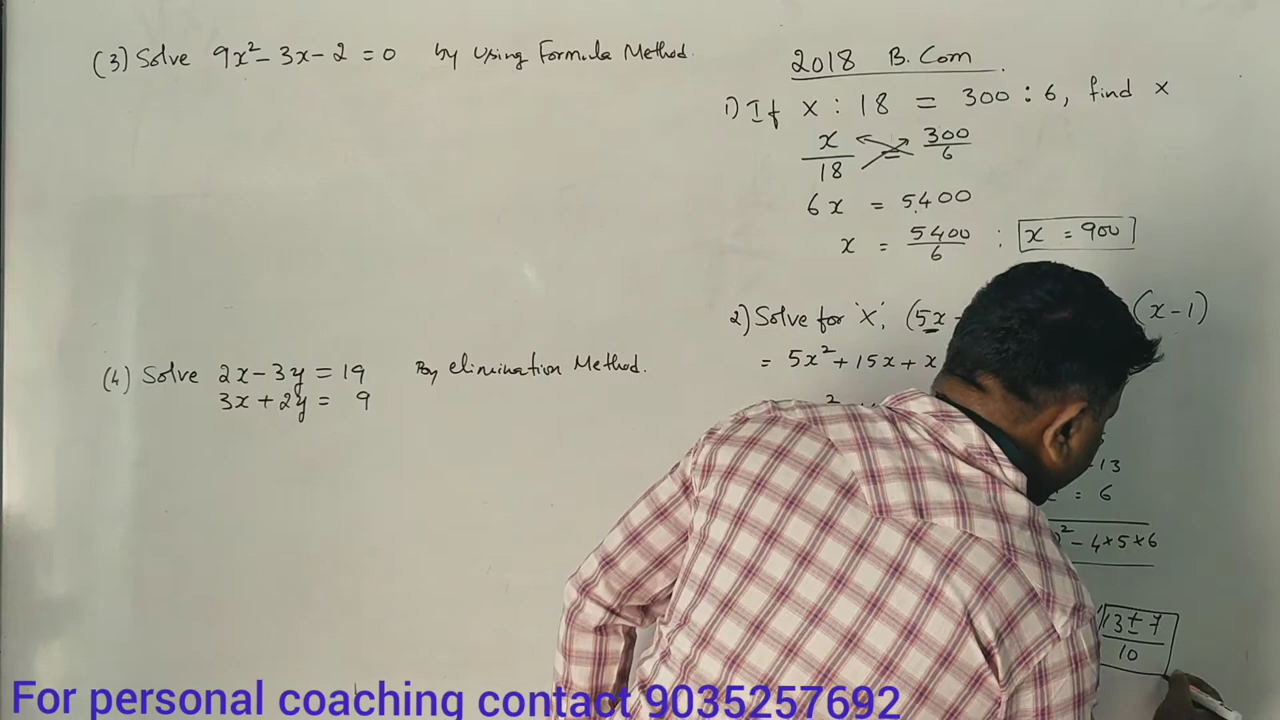 (3) Solve 9x² - 3x - 2 = 0 by Using Formula Method.
(4) Solve 2x - 3y = 19 By elimination Method.
3x + 2y = 9
2018 B.Com
1) If x : 18 = 300 : 6, find x
x/18 = 300/6
6x = 5400
x = 5400/6 : x = 900
2) Solve for 'x', (5x (x-1)
= 5x² + 15x + x
13
= 6
² - 4×5×6
13 ± 7
10
For personal coaching contact 9035257692